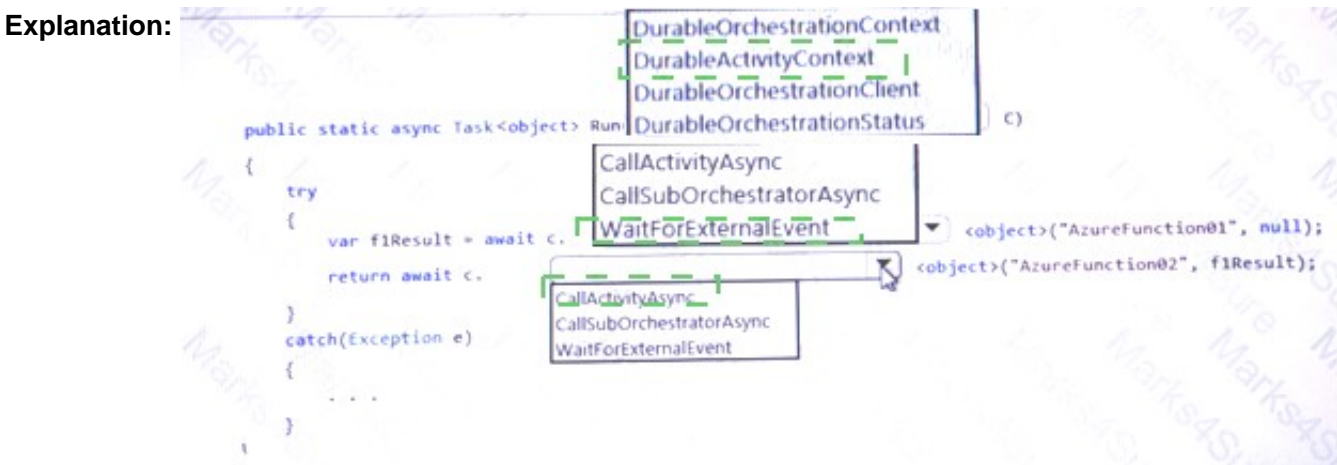 Explanation:
DurableOrchestrationContext
DurableActivityContext
DurableOrchestrationClient
public static async Task<object> Run DurableOrchestrationStatus C)
{
CallActivityAsync
try
CallSubOrchestratorAsync
{
WaitForExternalEvent
var f1Result = await c. <object>("AzureFunction01", null);
return await c. <object>("AzureFunction02", f1Result);
CallActivityAsync
}
CallSubOrchestratorAsync
catch(Exception e)
WaitForExternalEvent
{
. . .
}
Marks4Sure